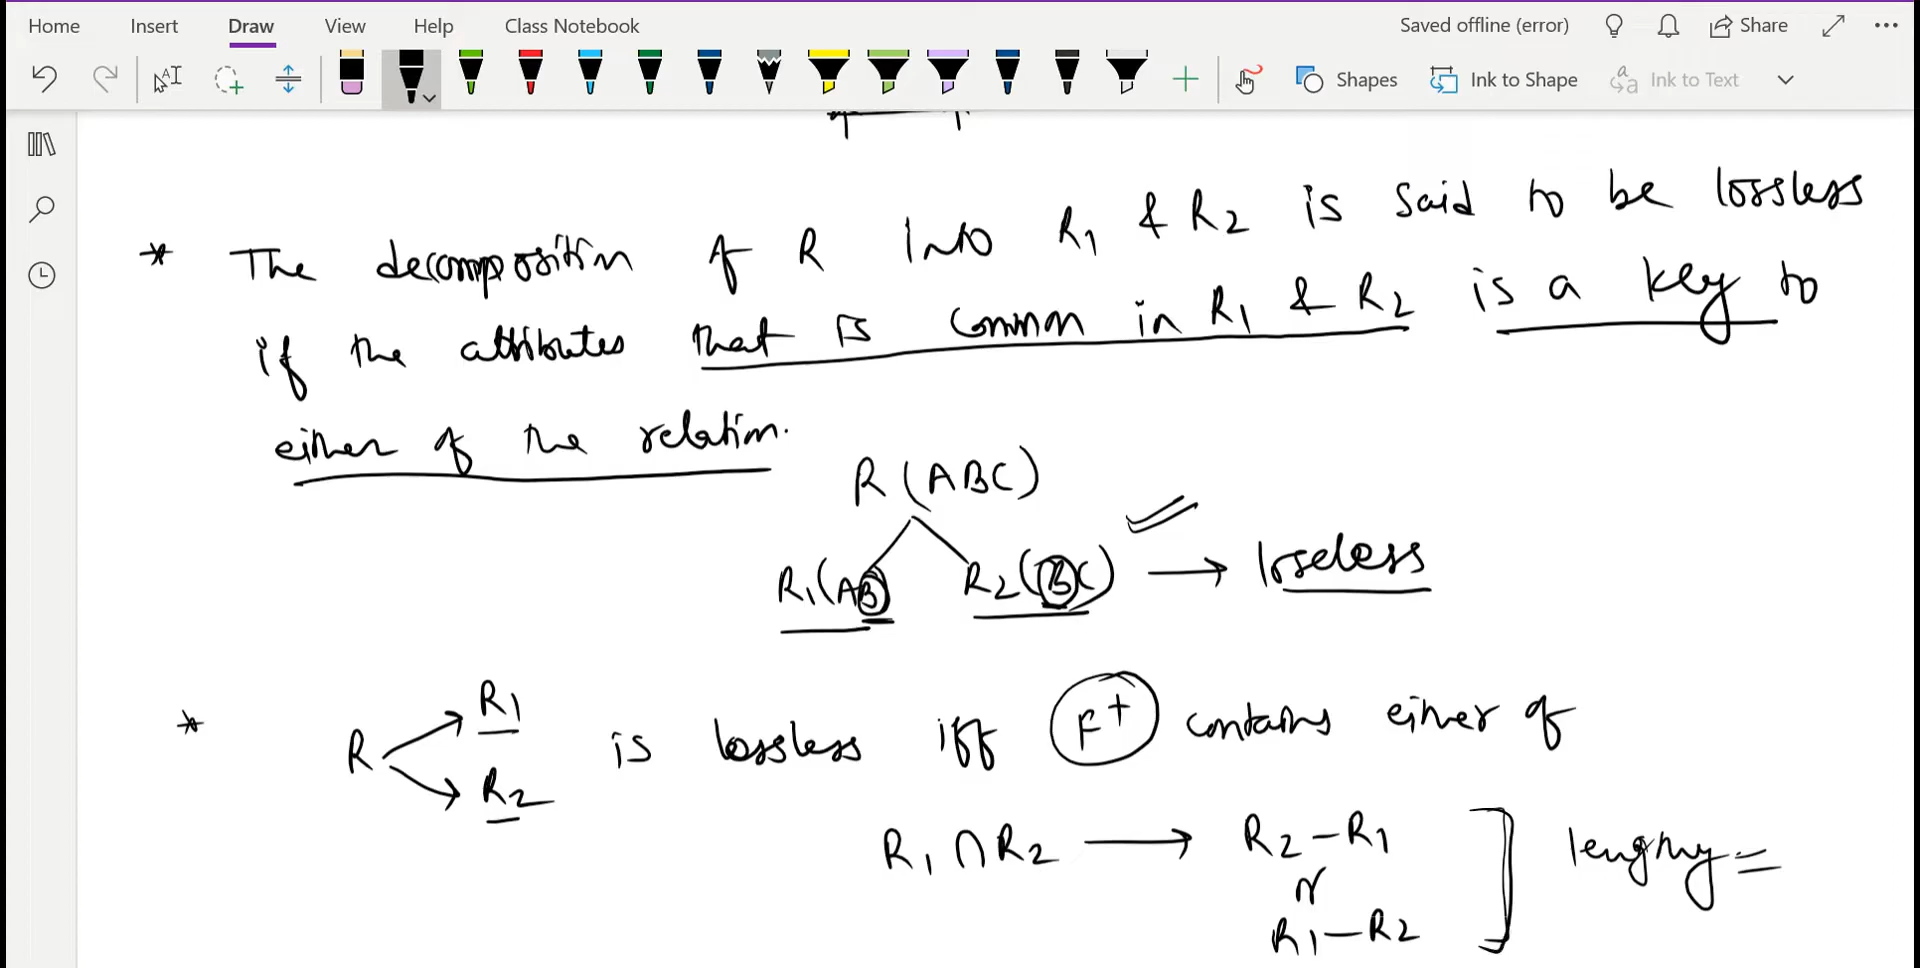 Home Insert Draw View Help Class Notebook Saved offline (error) Share
Shapes Ink to Shape Ink to Text
* The decomposition of R into R1 & R2 is said to be lossless
if the attributes that is common in R1 & R2 is a key to
either of the relation.
R (ABC)
R1(AB R2(BC) → loseless
* R R1 R2 is lossless iff F+ contains either of
R1 ∩ R2 → R2 - R1
or
R1 - R2
lengthy =